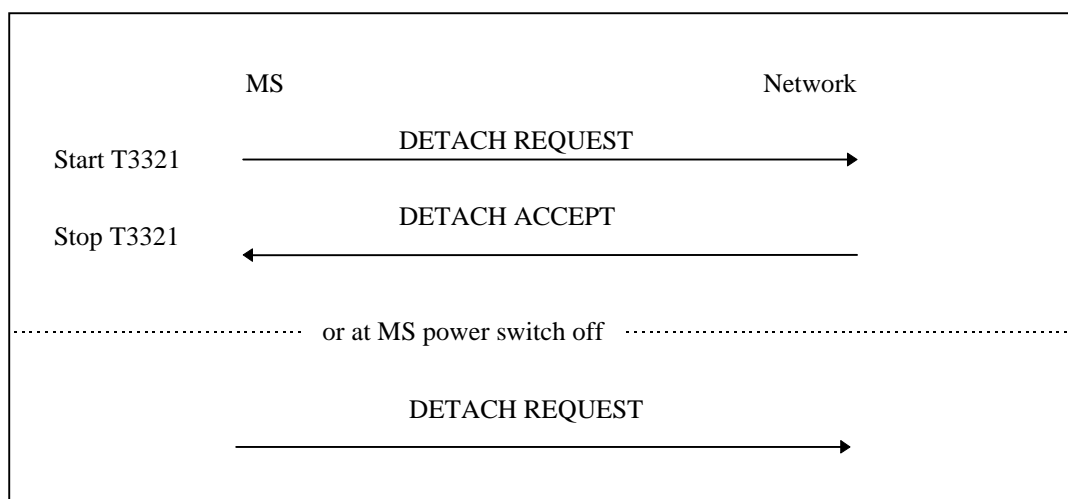 MS Network
Start T3321 DETACH REQUEST
Stop T3321 DETACH ACCEPT
or at MS power switch off
DETACH REQUEST